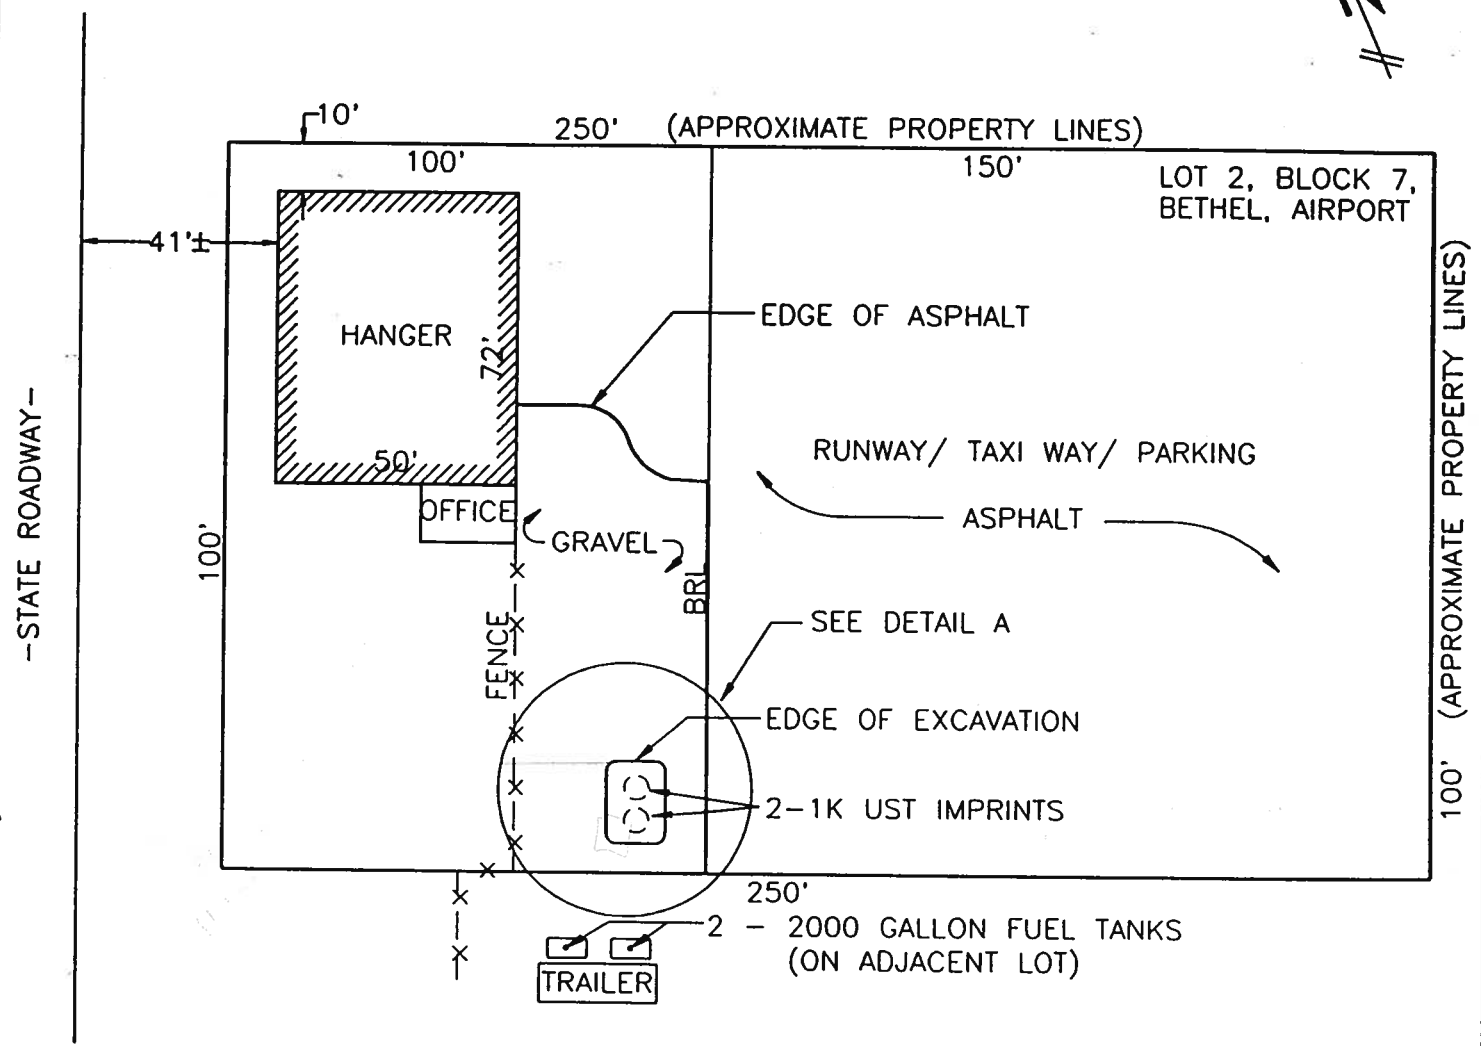 10'
250' (APPROXIMATE PROPERTY LINES)
100'
150'
LOT 2, BLOCK 7,
BETHEL, AIRPORT
41'±
EDGE OF ASPHALT
HANGER
72'
50'
OFFICE
GRAVEL
RUNWAY/ TAXI WAY/ PARKING
ASPHALT
-STATE ROADWAY-
100'
BRL
FENCE
SEE DETAIL A
EDGE OF EXCAVATION
2-1K UST IMPRINTS
100' (APPROXIMATE PROPERTY LINES)
250'
2 - 2000 GALLON FUEL TANKS
(ON ADJACENT LOT)
TRAILER